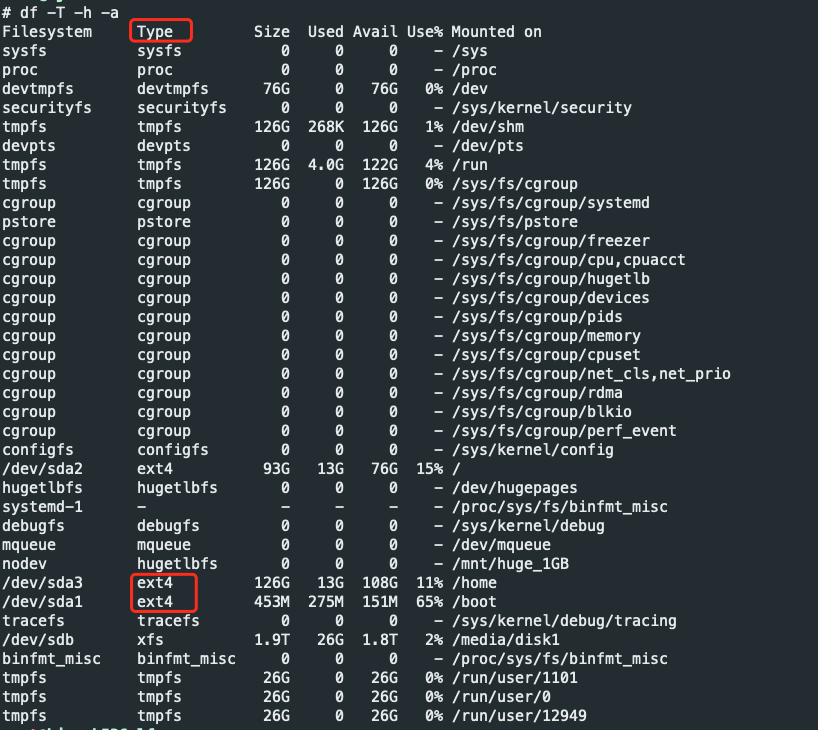 # df -T -h -a
Filesystem     Type         Size  Used Avail Use% Mounted on
sysfs          sysfs           0     0     0    - /sys
proc           proc            0     0     0    - /proc
devtmpfs       devtmpfs      76G     0   76G   0% /dev
securityfs     securityfs      0     0     0    - /sys/kernel/security
tmpfs          tmpfs        126G  268K  126G   1% /dev/shm
devpts         devpts          0     0     0    - /dev/pts
tmpfs          tmpfs        126G  4.0G  122G   4% /run
tmpfs          tmpfs        126G     0  126G   0% /sys/fs/cgroup
cgroup         cgroup          0     0     0    - /sys/fs/cgroup/systemd
pstore         pstore          0     0     0    - /sys/fs/pstore
cgroup         cgroup          0     0     0    - /sys/fs/cgroup/freezer
cgroup         cgroup          0     0     0    - /sys/fs/cgroup/cpu,cpuacct
cgroup         cgroup          0     0     0    - /sys/fs/cgroup/hugetlb
cgroup         cgroup          0     0     0    - /sys/fs/cgroup/devices
cgroup         cgroup          0     0     0    - /sys/fs/cgroup/pids
cgroup         cgroup          0     0     0    - /sys/fs/cgroup/memory
cgroup         cgroup          0     0     0    - /sys/fs/cgroup/cpuset
cgroup         cgroup          0     0     0    - /sys/fs/cgroup/net_cls,net_prio
cgroup         cgroup          0     0     0    - /sys/fs/cgroup/rdma
cgroup         cgroup          0     0     0    - /sys/fs/cgroup/blkio
cgroup         cgroup          0     0     0    - /sys/fs/cgroup/perf_event
configfs       configfs        0     0     0    - /sys/kernel/config
/dev/sda2      ext4          93G   13G   76G  15% /
hugetlbfs      hugetlbfs       0     0     0    - /dev/hugepages
systemd-1      -               -     -     -    - /proc/sys/fs/binfmt_misc
debugfs        debugfs         0     0     0    - /sys/kernel/debug
mqueue         mqueue          0     0     0    - /dev/mqueue
nodev          hugetlbfs       0     0     0    - /mnt/huge_1GB
/dev/sda3      ext4         126G   13G  108G  11% /home
/dev/sda1      ext4         453M  275M  151M  65% /boot
tracefs        tracefs         0     0     0    - /sys/kernel/debug/tracing
/dev/sdb       xfs          1.9T   26G  1.8T   2% /media/disk1
binfmt_misc    binfmt_misc     0     0     0    - /proc/sys/fs/binfmt_misc
tmpfs          tmpfs         26G     0   26G   0% /run/user/1101
tmpfs          tmpfs         26G     0   26G   0% /run/user/0
tmpfs          tmpfs         26G     0   26G   0% /run/user/12949